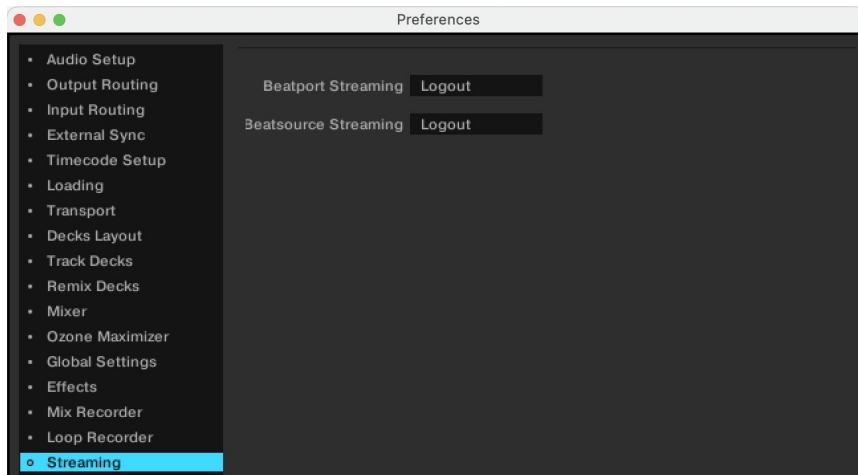 Preferences
Audio Setup
Output Routing
Input Routing
External Sync
Timecode Setup
Loading
Transport
Decks Layout
Track Decks
Remix Decks
Mixer
Ozone Maximizer
Global Settings
Effects
Mix Recorder
Loop Recorder
Streaming
Beatport Streaming Logout
Beatsource Streaming Logout